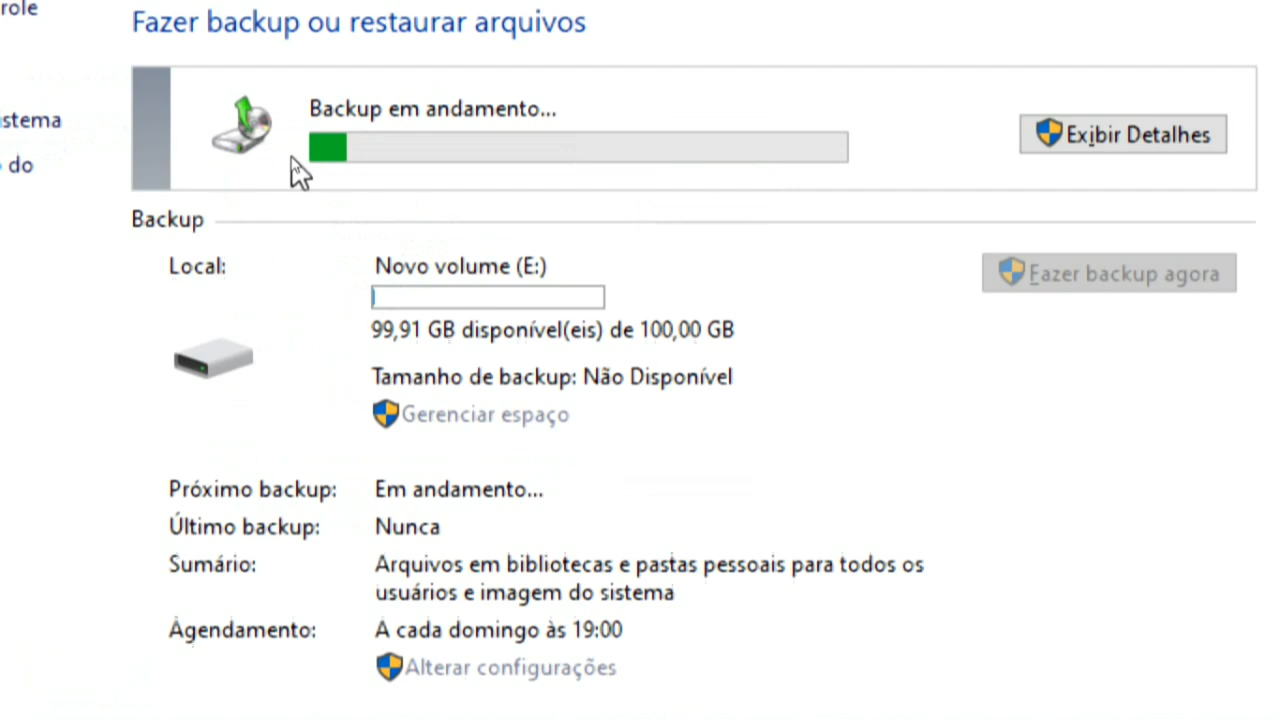 role
Fazer backup ou restaurar arquivos
Backup em andamento...
Exibir Detalhes
istema
do
Backup
Local:
Novo volume (E:)
Fazer backup agora
99,91 GB disponível(eis) de 100,00 GB
Tamanho de backup: Não Disponível
Gerenciar espaço
Próximo backup: Em andamento...
Último backup: Nunca
Sumário: Arquivos em bibliotecas e pastas pessoais para todos os
usuários e imagem do sistema
Agendamento: A cada domingo às 19:00
Alterar configurações